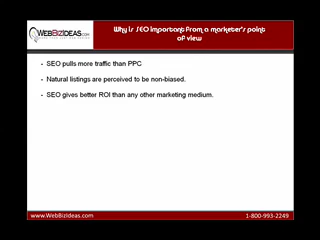 WEBBIZIDEAS.com
Why is SEO important from a marketer's point
of view
- SEO pulls more traffic than PPC
- Natural listings are perceived to be non-biased.
- SEO gives better ROI than any other marketing medium.
www.WebBizIdeas.com
1-800-993-2249